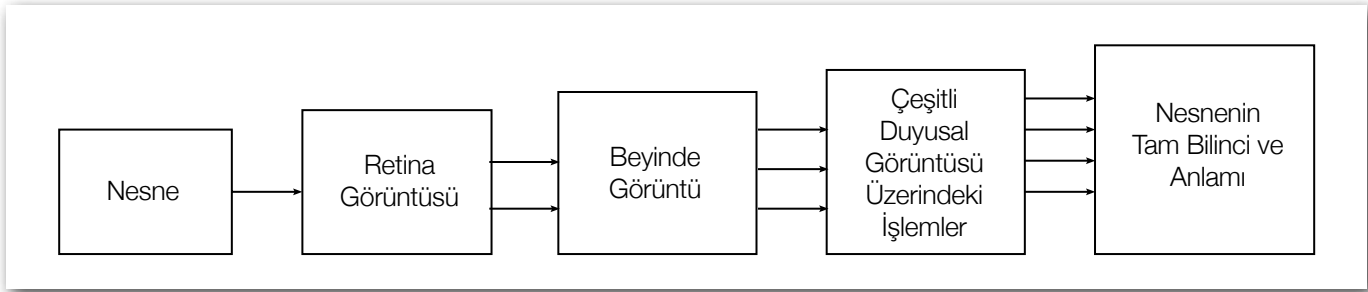 Nesne
Retina
Görüntüsü
Beyinde
Görüntü
Çeşitli
Duyusal
Görüntüsü
Üzerindeki
İşlemler
Nesnenin
Tam Bilinci ve
Anlamı